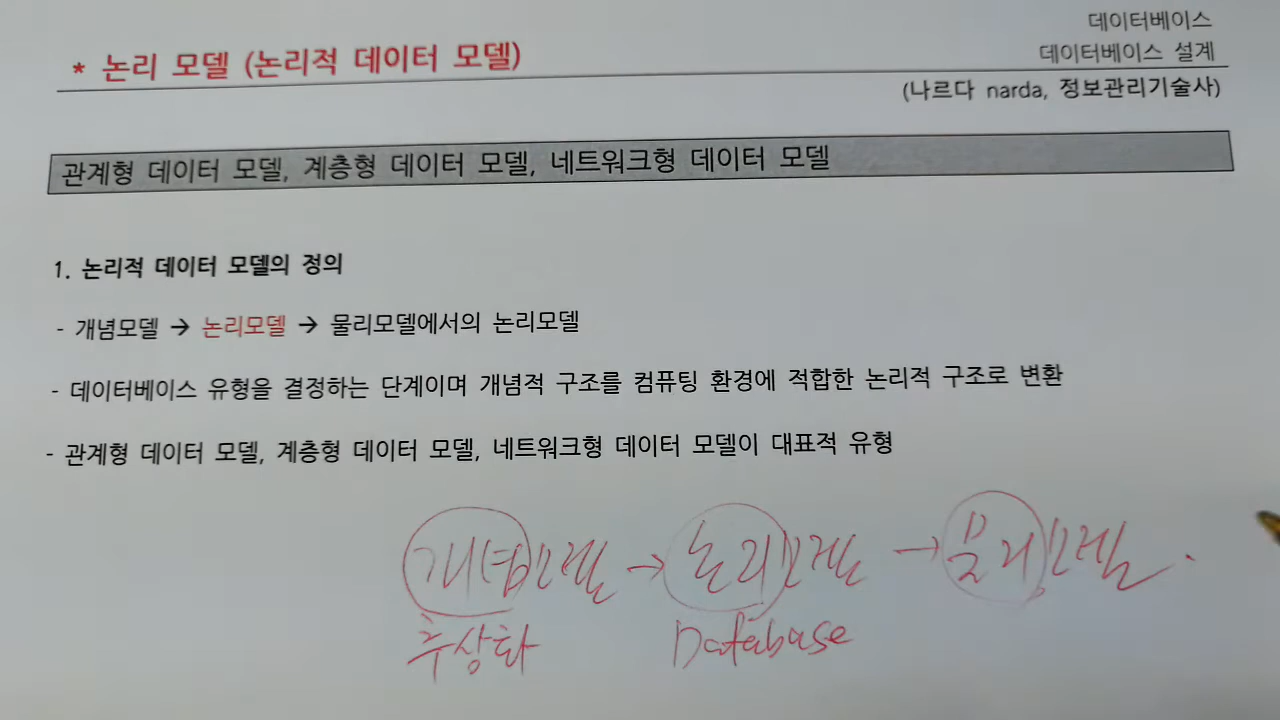 데이터베이스
* 논리 모델 (논리적 데이터 모델)
데이터베이스 설계
(나르다 narda, 정보관리기술사)
관계형 데이터 모델, 계층형 데이터 모델, 네트워크형 데이터 모델
1. 논리적 데이터 모델의 정의
- 개념모델 → 논리모델 → 물리모델에서의 논리모델
- 데이터베이스 유형을 결정하는 단계이며 개념적 구조를 컴퓨팅 환경에 적합한 논리적 구조로 변환
- 관계형 데이터 모델, 계층형 데이터 모델, 네트워크형 데이터 모델이 대표적 유형
개념모델 → 논리모델 → 물리모델.
추상화 Database